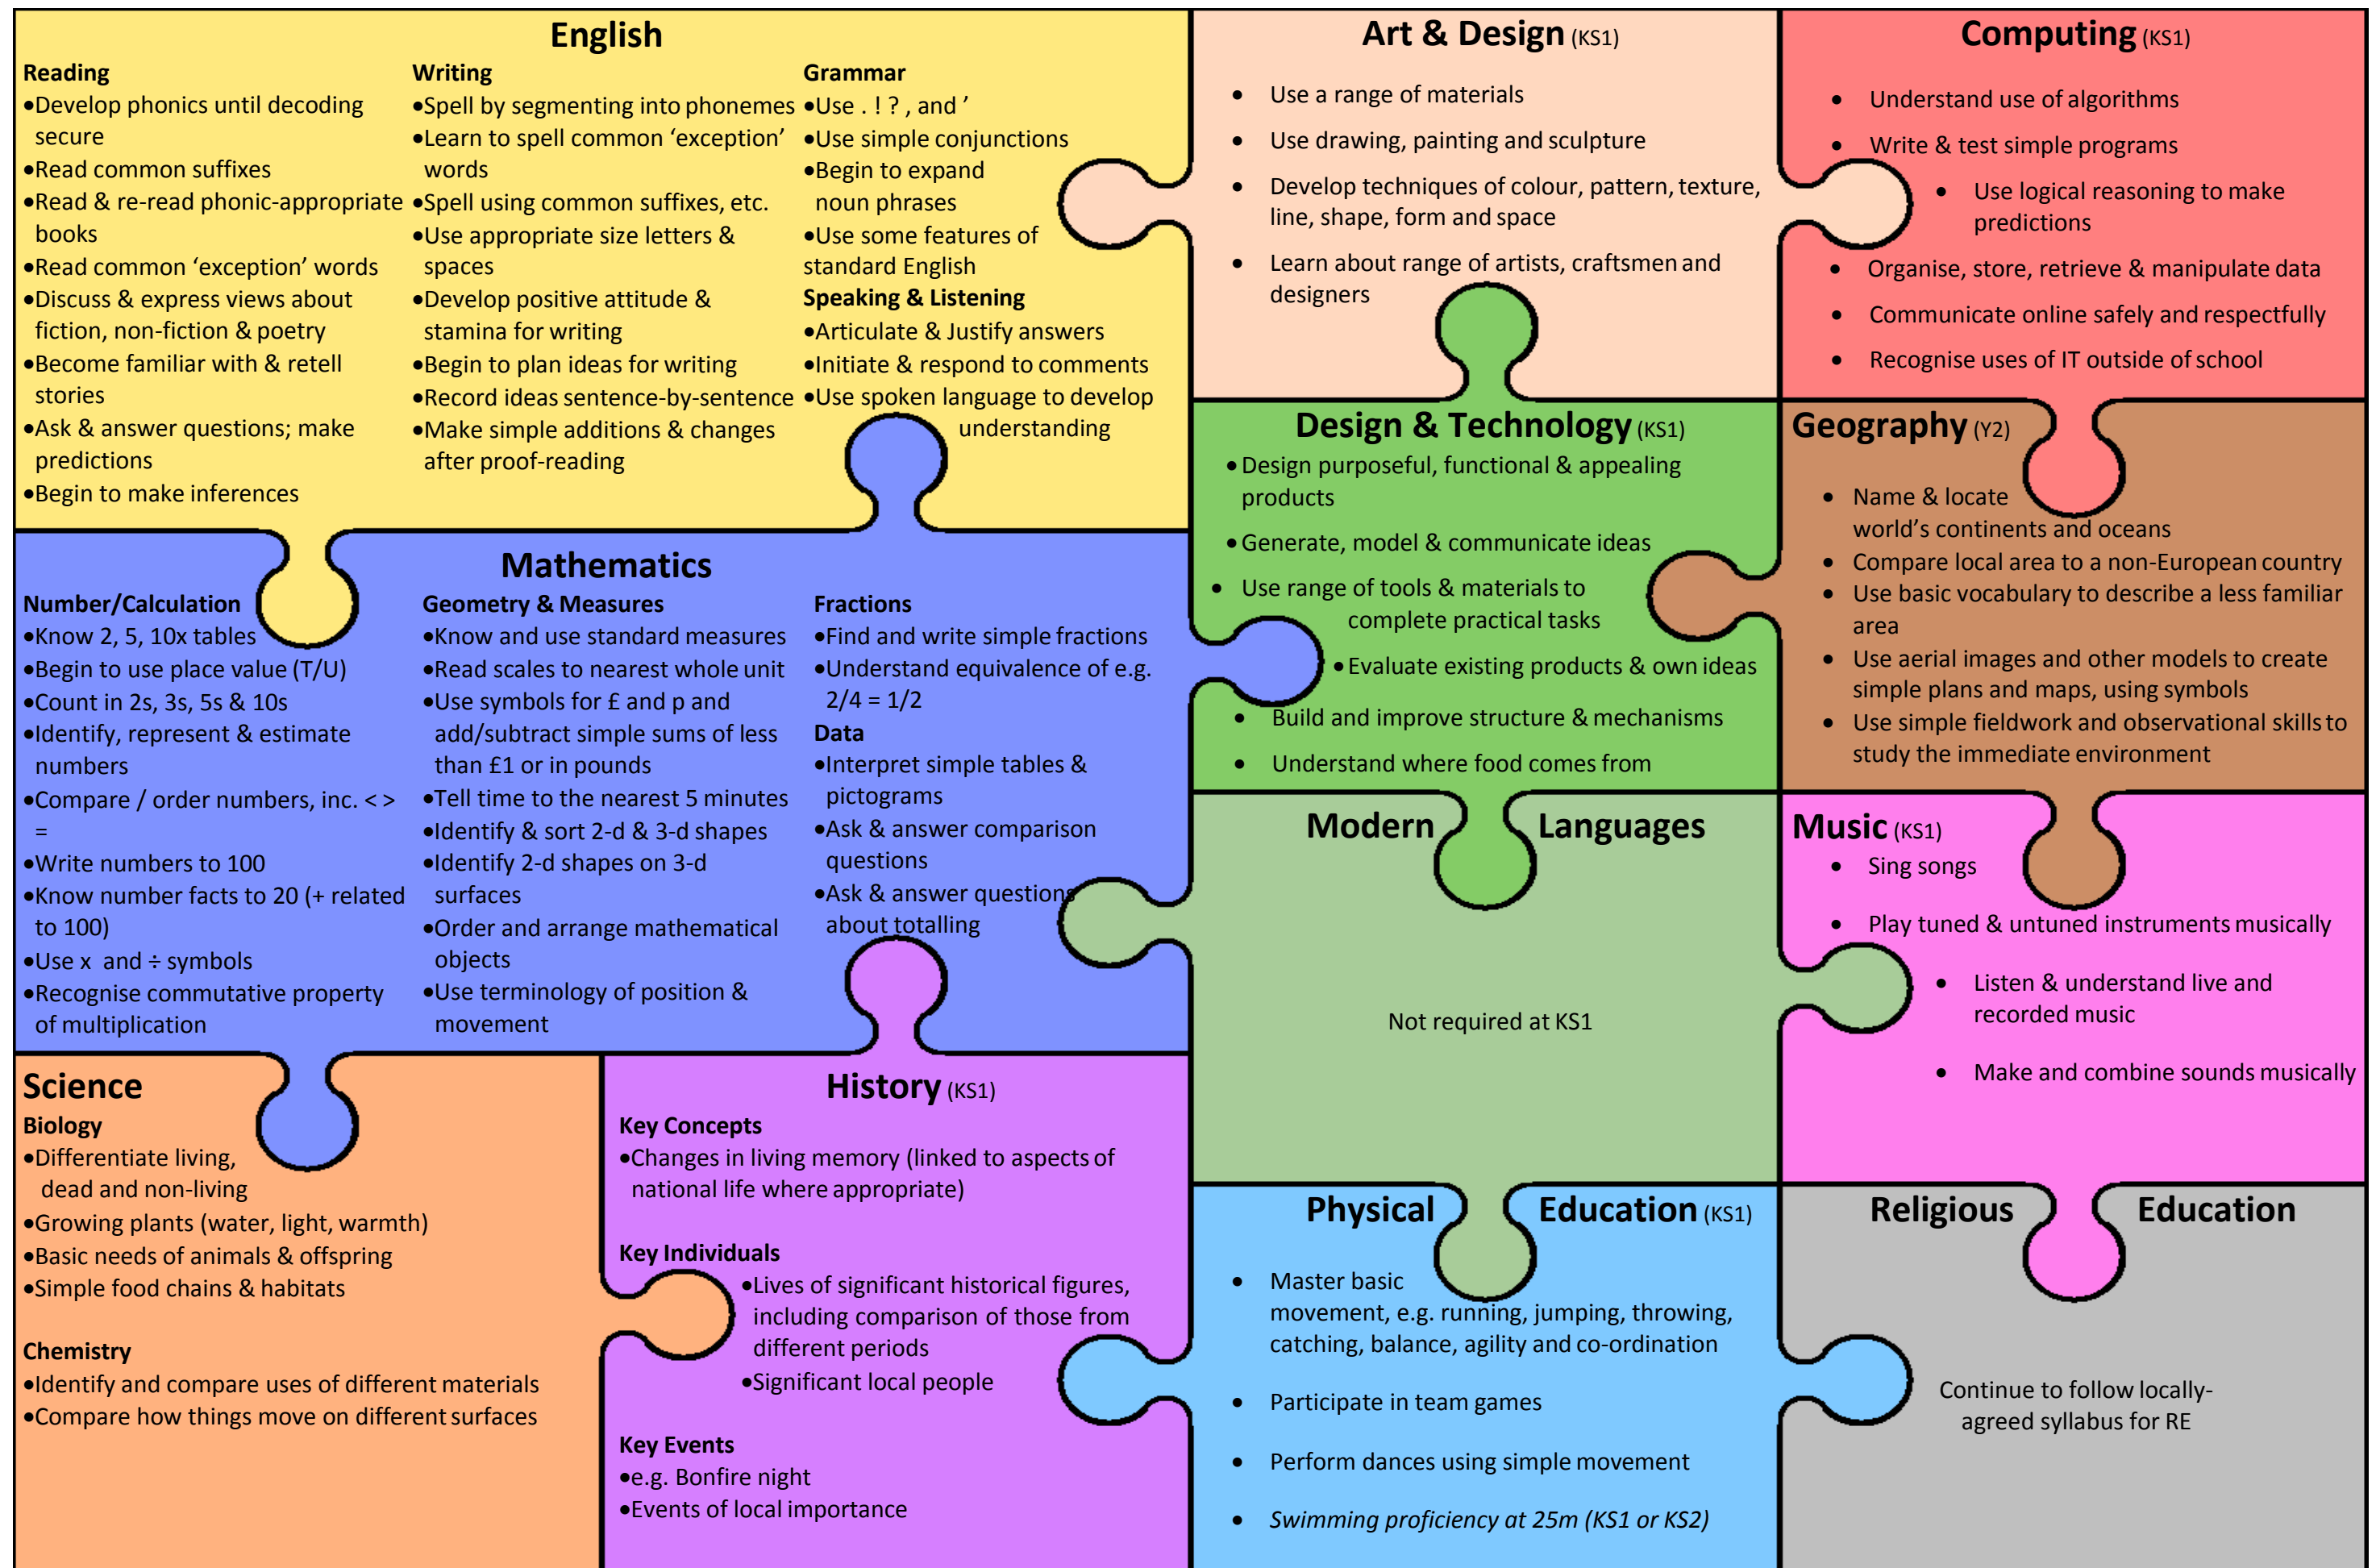 English
Reading
•Develop phonics until decoding
secure
•Read common suffixes
•Read & re-read phonic-appropriate
books
•Read common ‘exception’ words
•Discuss & express views about
fiction, non-fiction & poetry
•Become familiar with & retell
stories
•Ask & answer questions; make
predictions
•Begin to make inferences
Writing
•Spell by segmenting into phonemes
•Learn to spell common ‘exception’
words
•Spell using common suffixes, etc.
•Use appropriate size letters &
spaces
•Develop positive attitude &
stamina for writing
•Begin to plan ideas for writing
•Record ideas sentence-by-sentence
•Make simple additions & changes
after proof-reading
Grammar
•Use . ! ? , and ’
•Use simple conjunctions
•Begin to expand
noun phrases
•Use some features of
standard English
Speaking & Listening
•Articulate & Justify answers
•Initiate & respond to comments
•Use spoken language to develop
understanding
Art & Design (KS1)
• Use a range of materials
• Use drawing, painting and sculpture
• Develop techniques of colour, pattern, texture,
line, shape, form and space
• Learn about range of artists, craftsmen and
designers
Computing (KS1)
• Understand use of algorithms
• Write & test simple programs
• Use logical reasoning to make
predictions
• Organise, store, retrieve & manipulate data
• Communicate online safely and respectfully
• Recognise uses of IT outside of school
Mathematics
Number/Calculation
•Know 2, 5, 10x tables
•Begin to use place value (T/U)
•Count in 2s, 3s, 5s & 10s
•Identify, represent & estimate
numbers
•Compare / order numbers, inc. < >
=
•Write numbers to 100
•Know number facts to 20 (+ related
to 100)
•Use x and ÷ symbols
•Recognise commutative property
of multiplication
Geometry & Measures
•Know and use standard measures
•Read scales to nearest whole unit
•Use symbols for £ and p and
add/subtract simple sums of less
than £1 or in pounds
•Tell time to the nearest 5 minutes
•Identify & sort 2-d & 3-d shapes
•Identify 2-d shapes on 3-d
surfaces
•Order and arrange mathematical
objects
•Use terminology of position &
movement
Fractions
•Find and write simple fractions
•Understand equivalence of e.g.
2/4 = 1/2
Data
•Interpret simple tables &
pictograms
•Ask & answer comparison
questions
•Ask & answer questions
about totalling
Design & Technology (KS1)
• Design purposeful, functional & appealing
products
• Generate, model & communicate ideas
• Use range of tools & materials to
complete practical tasks
• Evaluate existing products & own ideas
• Build and improve structure & mechanisms
• Understand where food comes from
Geography (Y2)
• Name & locate
world’s continents and oceans
• Compare local area to a non-European country
• Use basic vocabulary to describe a less familiar
area
• Use aerial images and other models to create
simple plans and maps, using symbols
• Use simple fieldwork and observational skills to
study the immediate environment
Modern Languages
Not required at KS1
Music (KS1)
• Sing songs
• Play tuned & untuned instruments musically
• Listen & understand live and
recorded music
• Make and combine sounds musically
Science
Biology
•Differentiate living,
dead and non-living
•Growing plants (water, light, warmth)
•Basic needs of animals & offspring
•Simple food chains & habitats
Chemistry
•Identify and compare uses of different materials
•Compare how things move on different surfaces
History (KS1)
Key Concepts
•Changes in living memory (linked to aspects of
national life where appropriate)
Key Individuals
•Lives of significant historical figures,
including comparison of those from
different periods
•Significant local people
Key Events
•e.g. Bonfire night
•Events of local importance
Physical Education (KS1)
• Master basic
movement, e.g. running, jumping, throwing,
catching, balance, agility and co-ordination
• Participate in team games
• Perform dances using simple movement
• Swimming proficiency at 25m (KS1 or KS2)
Religious Education
Continue to follow locally-
agreed syllabus for RE